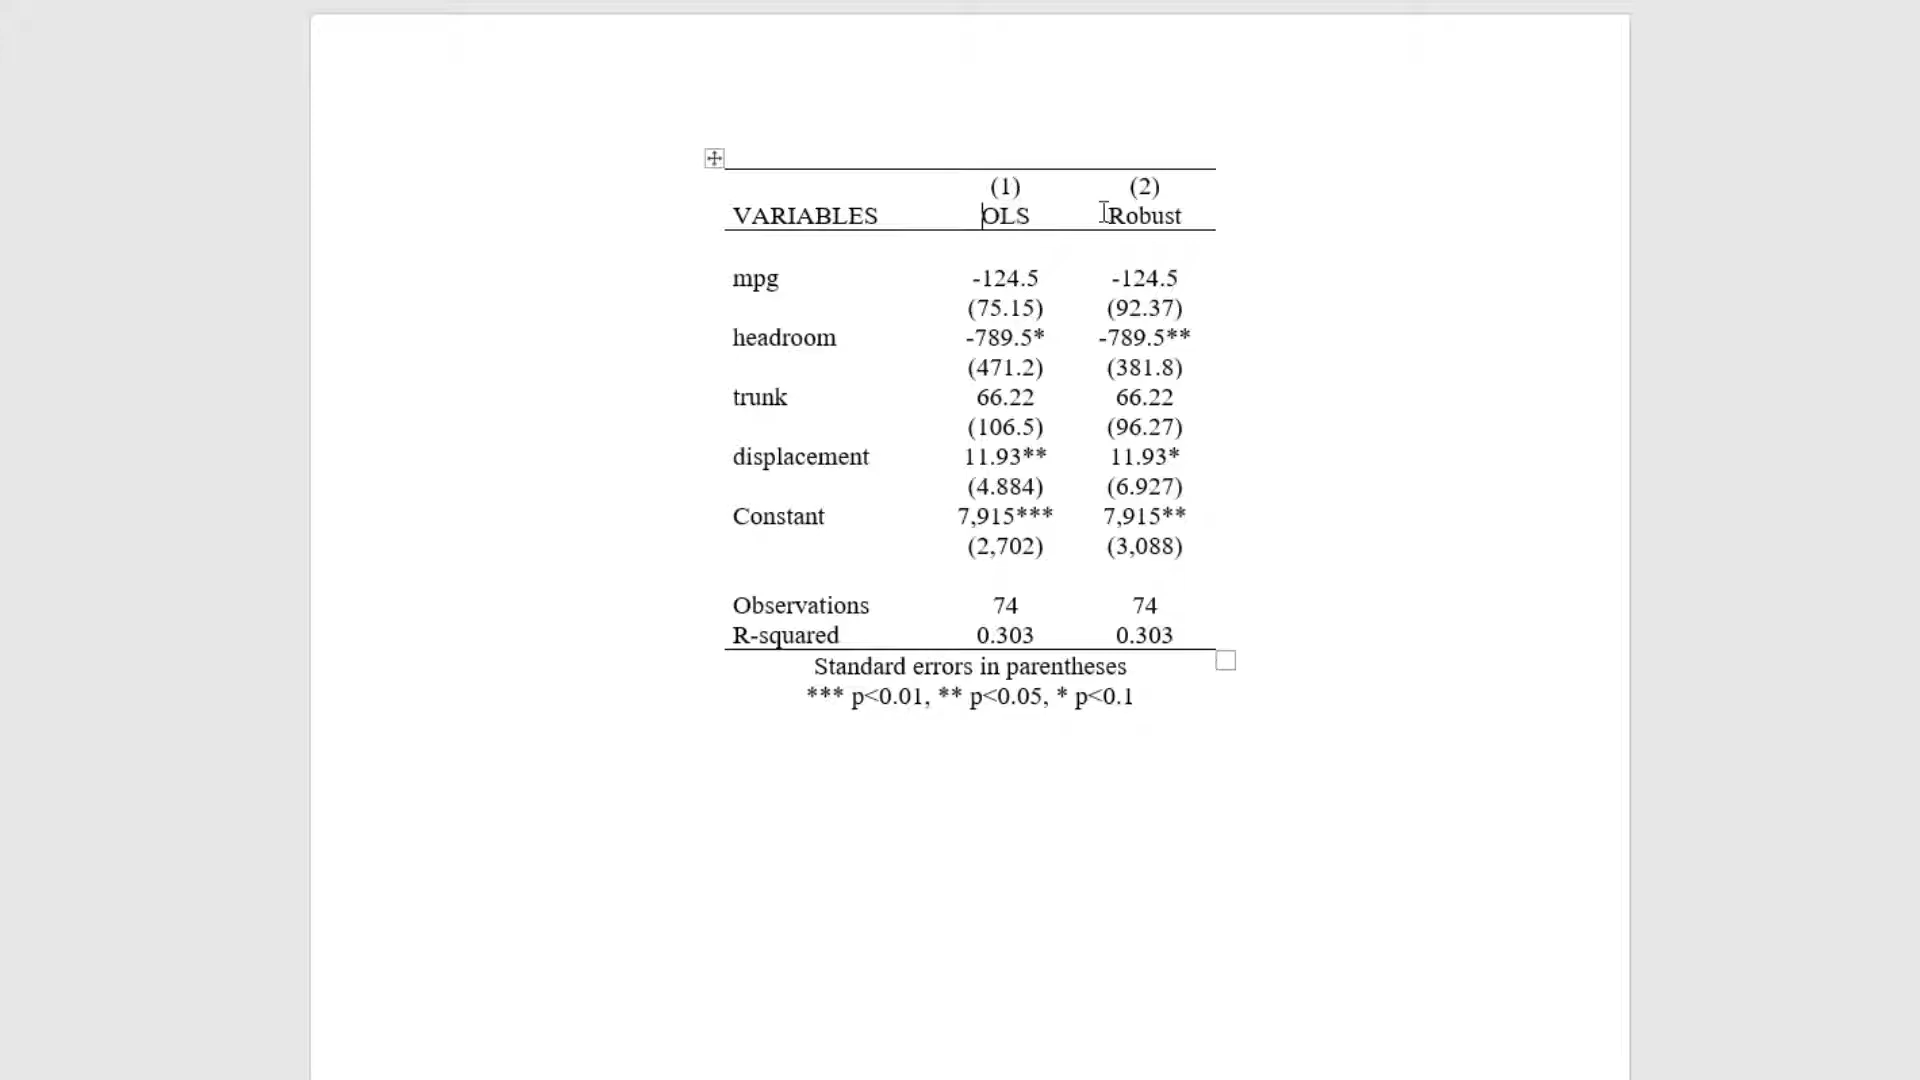 (1) (2)
VARIABLES OLS Robust
mpg -124.5 -124.5
(75.15) (92.37)
headroom -789.5* -789.5**
(471.2) (381.8)
trunk 66.22 66.22
(106.5) (96.27)
displacement 11.93** 11.93*
(4.884) (6.927)
Constant 7,915*** 7,915**
(2,702) (3,088)
Observations 74 74
R-squared 0.303 0.303
Standard errors in parentheses
*** p<0.01, ** p<0.05, * p<0.1